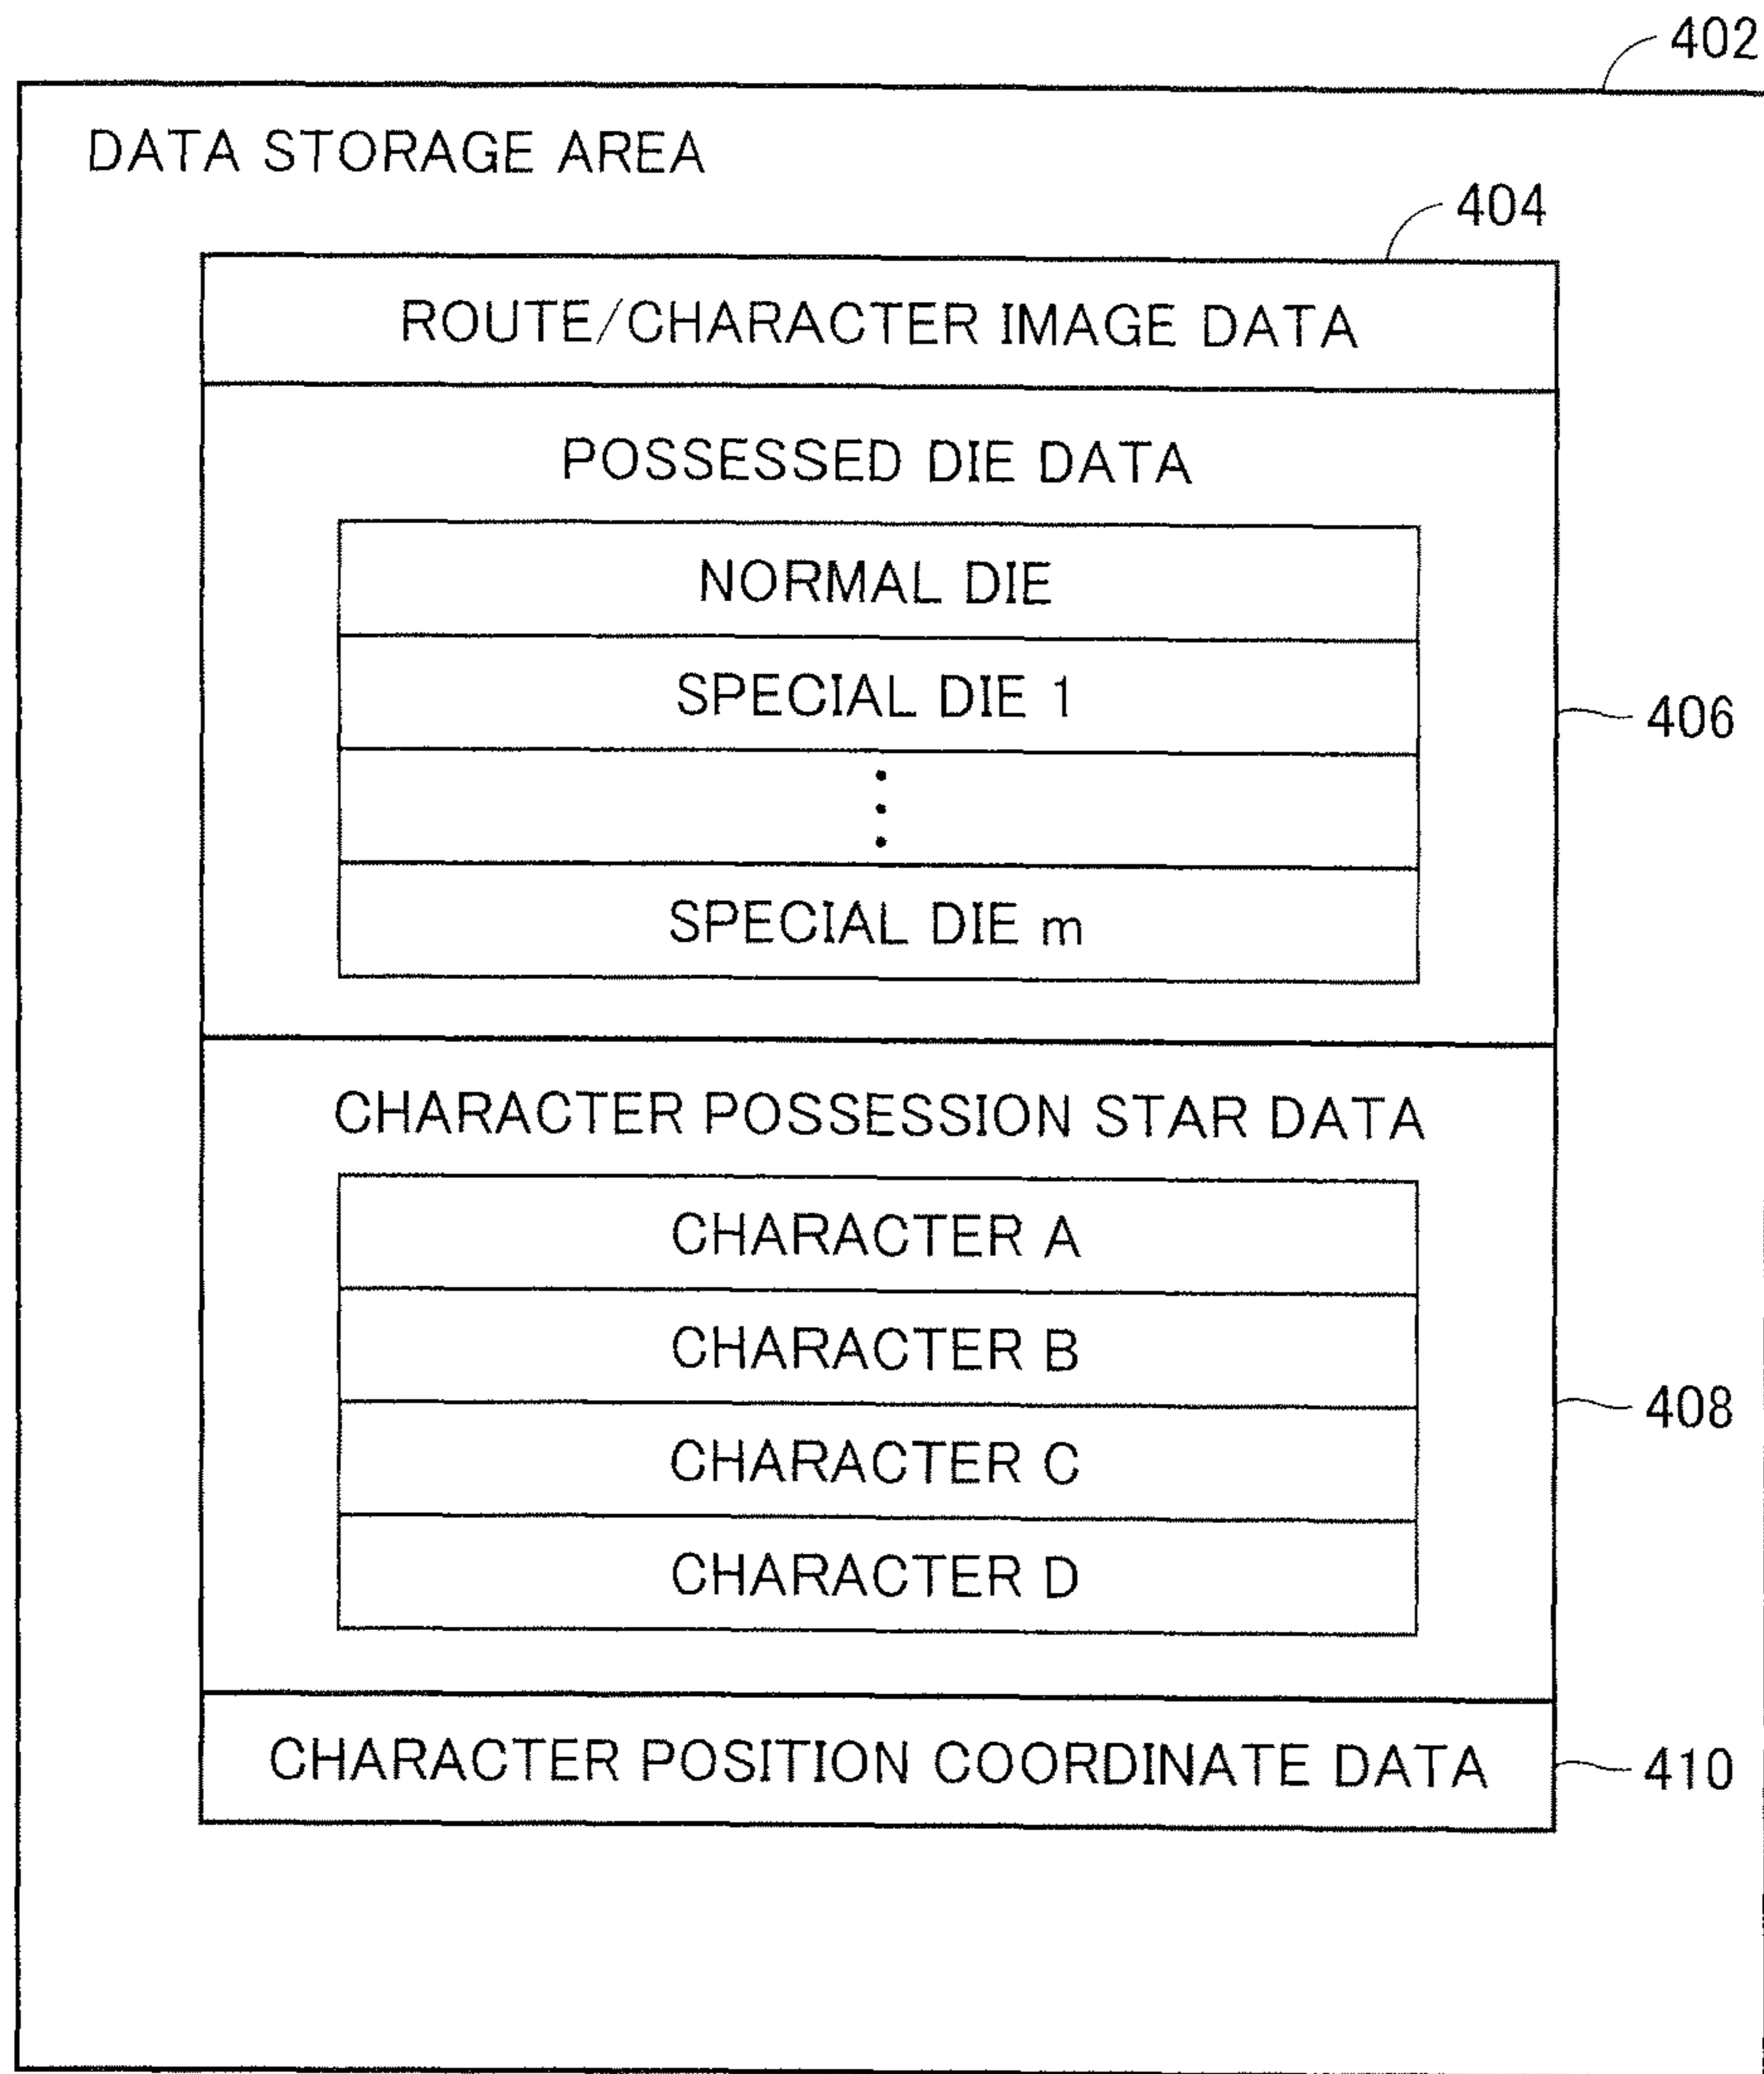 402
DATA STORAGE AREA
404
ROUTE/CHARACTER IMAGE DATA
POSSESSED DIE DATA
NORMAL DIE
SPECIAL DIE 1
406
SPECIAL DIE m
CHARACTER POSSESSION STAR DATA
CHARACTER A
CHARACTER B
408
CHARACTER C
CHARACTER D
CHARACTER POSITION COORDINATE DATA
410